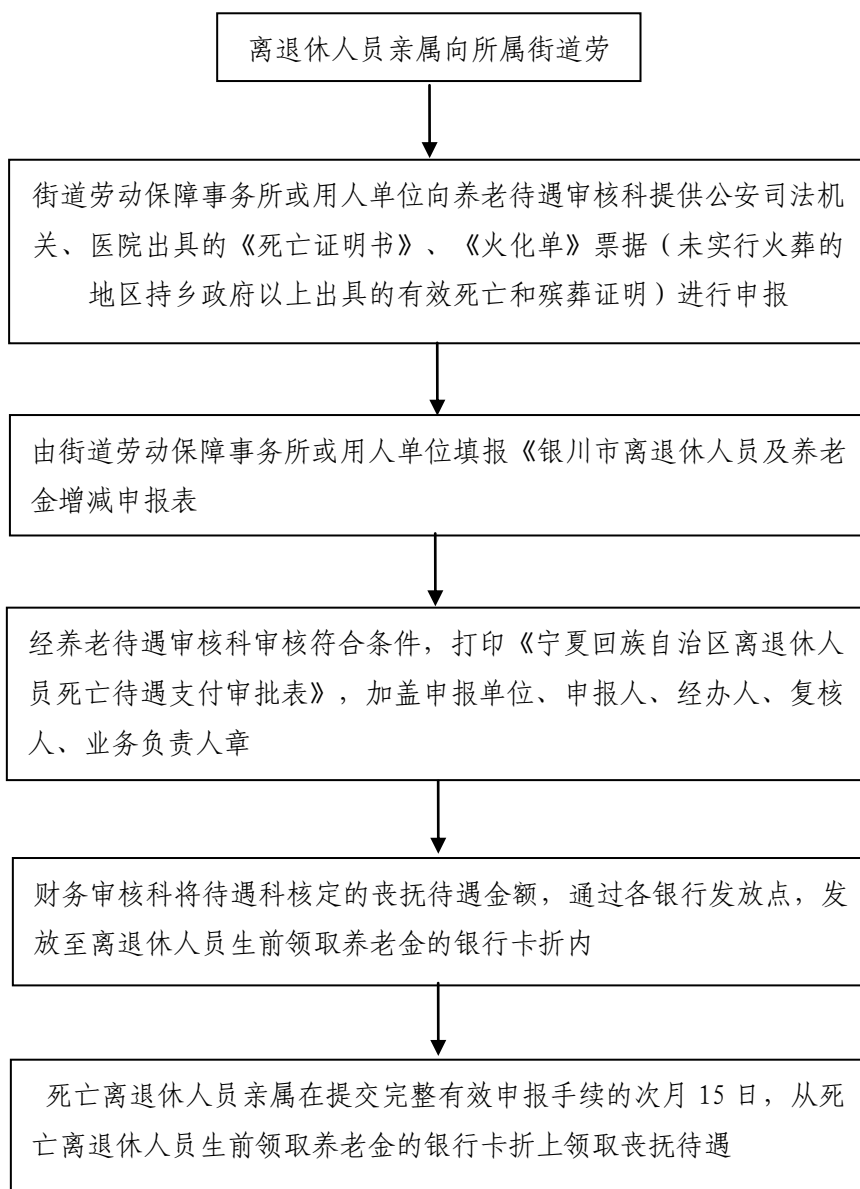 离退休人员亲属向所属街道劳
街道劳动保障事务所或用人单位向养老待遇审核科提供公安司法机
关、医院出具的《死亡证明书》、《火化单》票据（未实行火葬的
地区持乡政府以上出具的有效死亡和殡葬证明）进行申报
由街道劳动保障事务所或用人单位填报《银川市离退休人员及养老
金增减申报表
经养老待遇审核科审核符合条件，打印《宁夏回族自治区离退休人
员死亡待遇支付审批表》，加盖申报单位、申报人、经办人、复核
人、业务负责人章
财务审核科将待遇科核定的丧抚待遇金额，通过各银行发放点，发
放至离退休人员生前领取养老金的银行卡折内
死亡离退休人员亲属在提交完整有效申报手续的次月 15 日，从死
亡离退休人员生前领取养老金的银行卡折上领取丧抚待遇